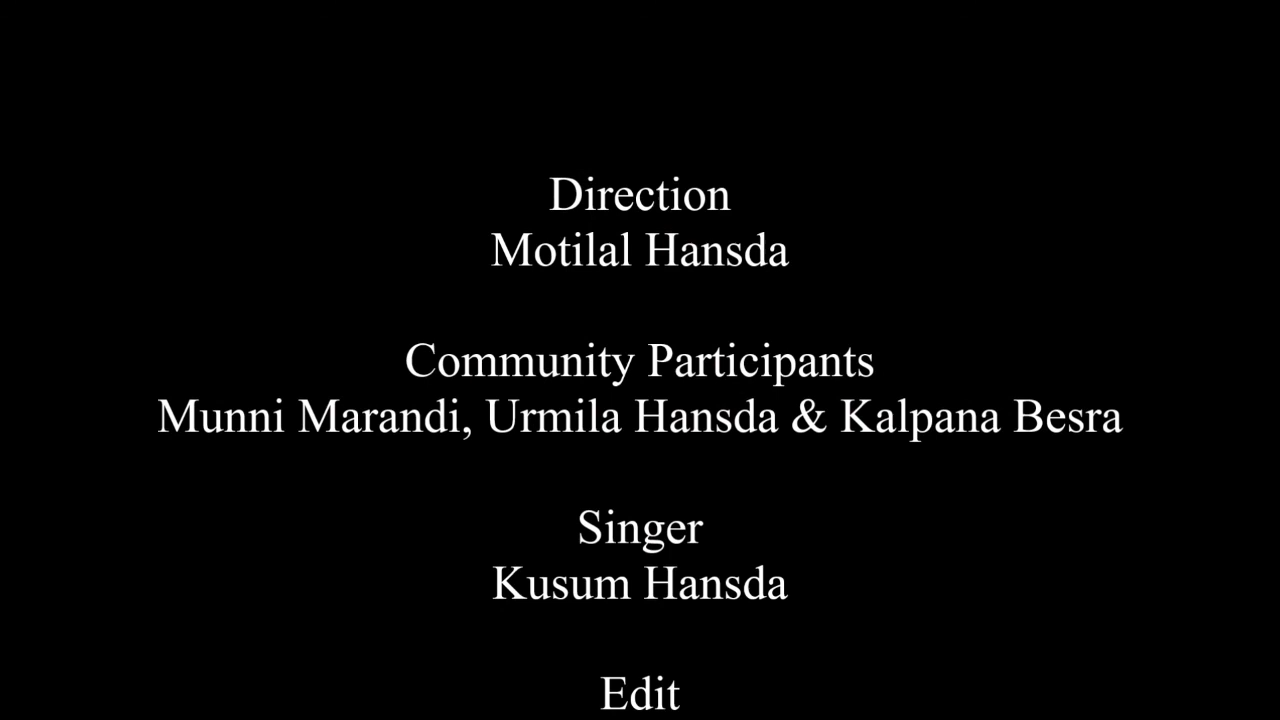 Direction
Motilal Hansda
Community Participants
Munni Marandi, Urmila Hansda & Kalpana Besra
Singer
Kusum Hansda
Edit